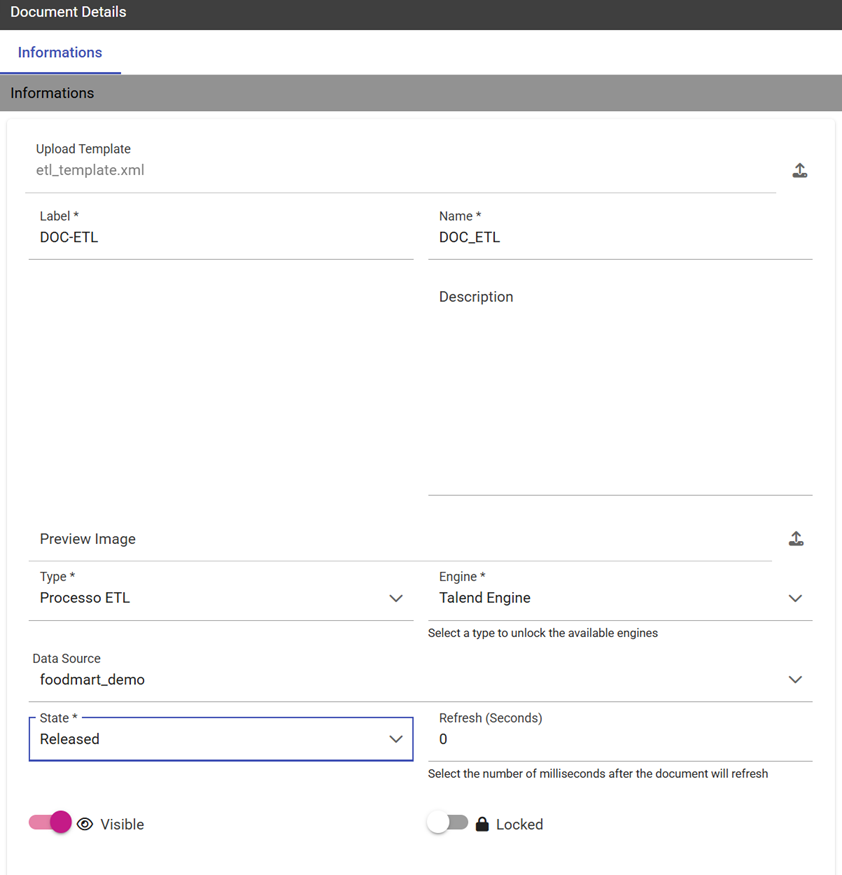 Document Details
Informations
Informations
Upload Template
etl_template.xml
Label *
DOC-ETL
Name *
DOC_ETL
Description
Preview Image
Type *
Processo ETL
Engine *
Talend Engine
Select a type to unlock the available engines
Data Source
foodmart_demo
State *
Released
Refresh (Seconds)
0
Select the number of milliseconds after the document will refresh
Visible
Locked